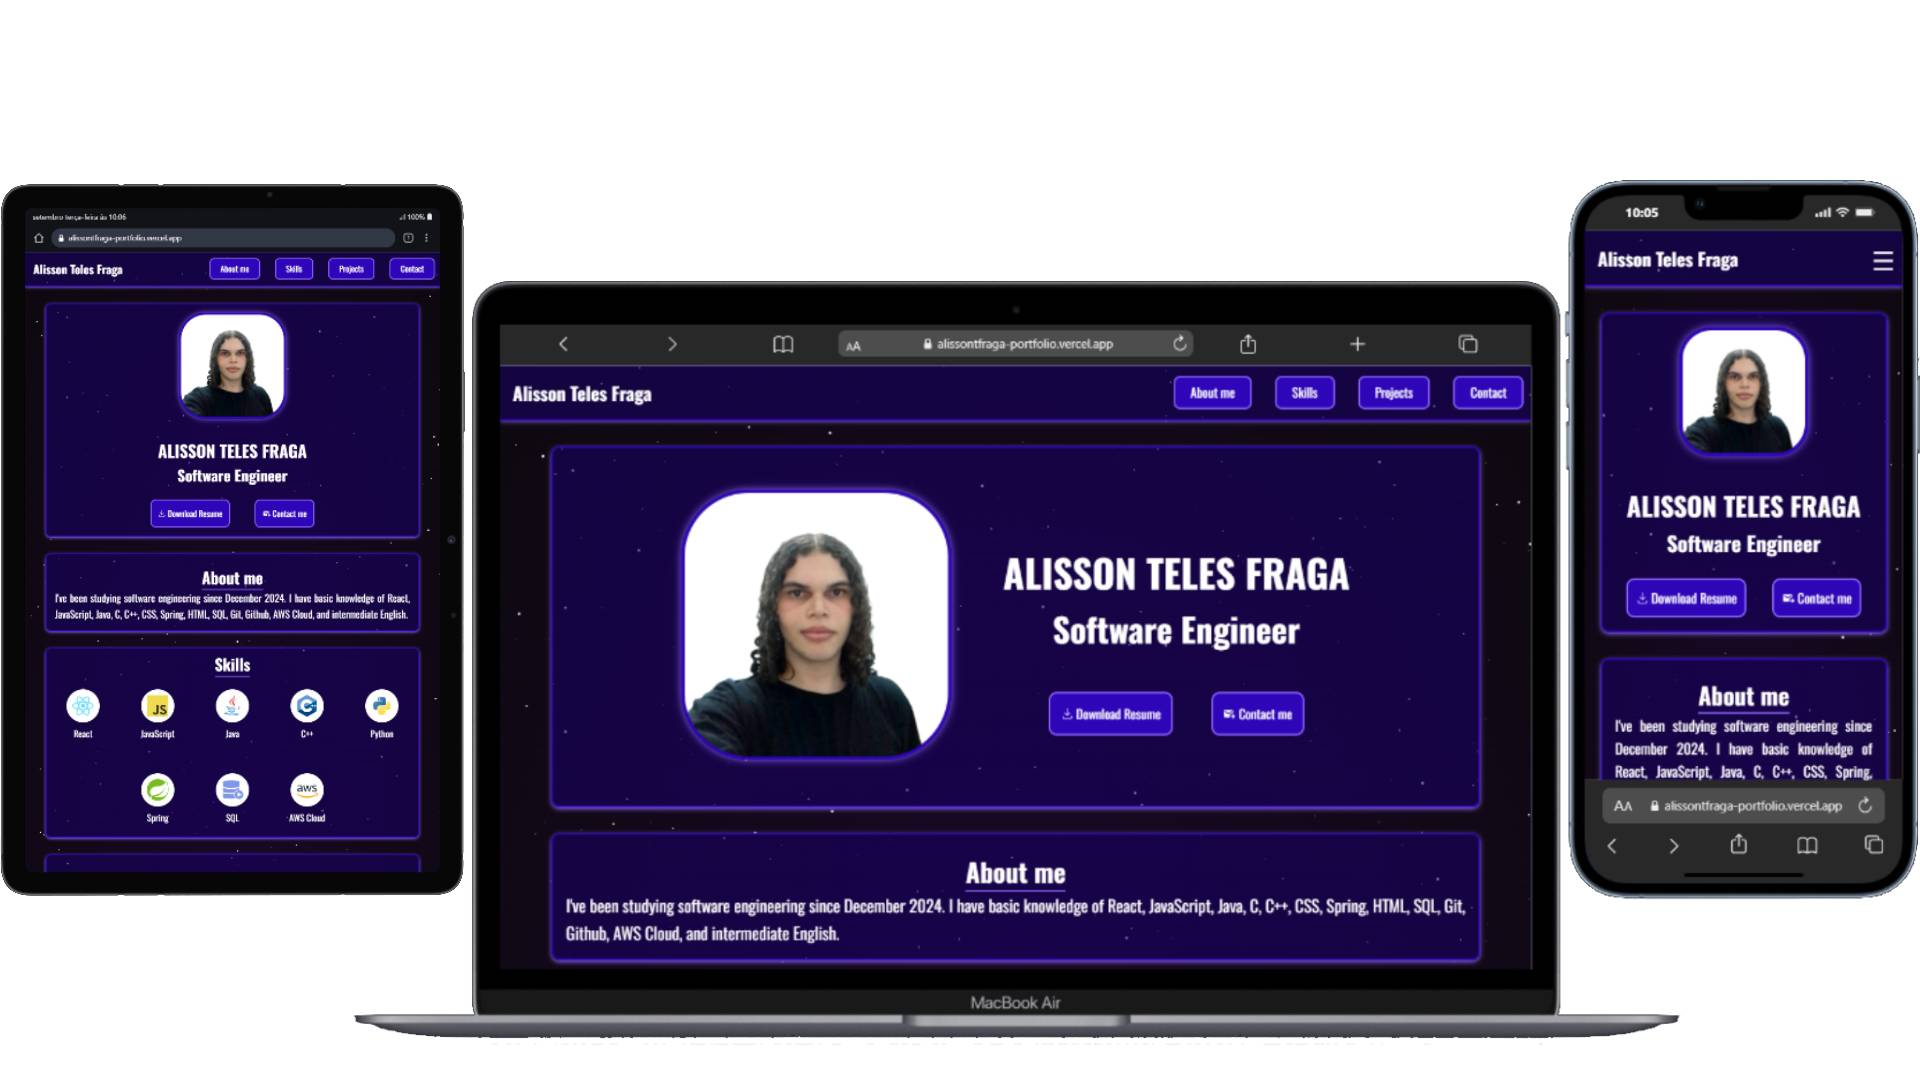 setembro terça-feira às 10:06
100%
alissontfraga-portfolio.vercel.app
Alisson Teles Fraga
About me
Skills
Projects
Contact
ALISSON TELES FRAGA
Software Engineer
Download Resume
Contact me
About me
I've been studying software engineering since December 2024. I have basic knowledge of React,
JavaScript, Java, C, C++, CSS, Spring, HTML, SQL, Git, Github, AWS Cloud, and intermediate English.
Skills
JS
C++
aws
React
JavaScript
Java
C++
Python
Spring
SQL
AWS Cloud
AA
alissontfraga-portfolio.vercel.app
Alisson Teles Fraga
About me
Skills
Projects
Contact
ALISSON TELES FRAGA
Software Engineer
Download Resume
Contact me
About me
I've been studying software engineering since December 2024. I have basic knowledge of React, JavaScript, Java, C, C++, CSS, Spring, HTML, SQL, Git,
Github, AWS Cloud, and intermediate English.
MacBook Air
10:05
Alisson Teles Fraga
ALISSON TELES FRAGA
Software Engineer
Download Resume
Contact me
About me
I've been studying software engineering since
December 2024. I have basic knowledge of
React, JavaScript, Java, C, C++, CSS, Spring,
AA
alissontfraga-portfolio.vercel.app